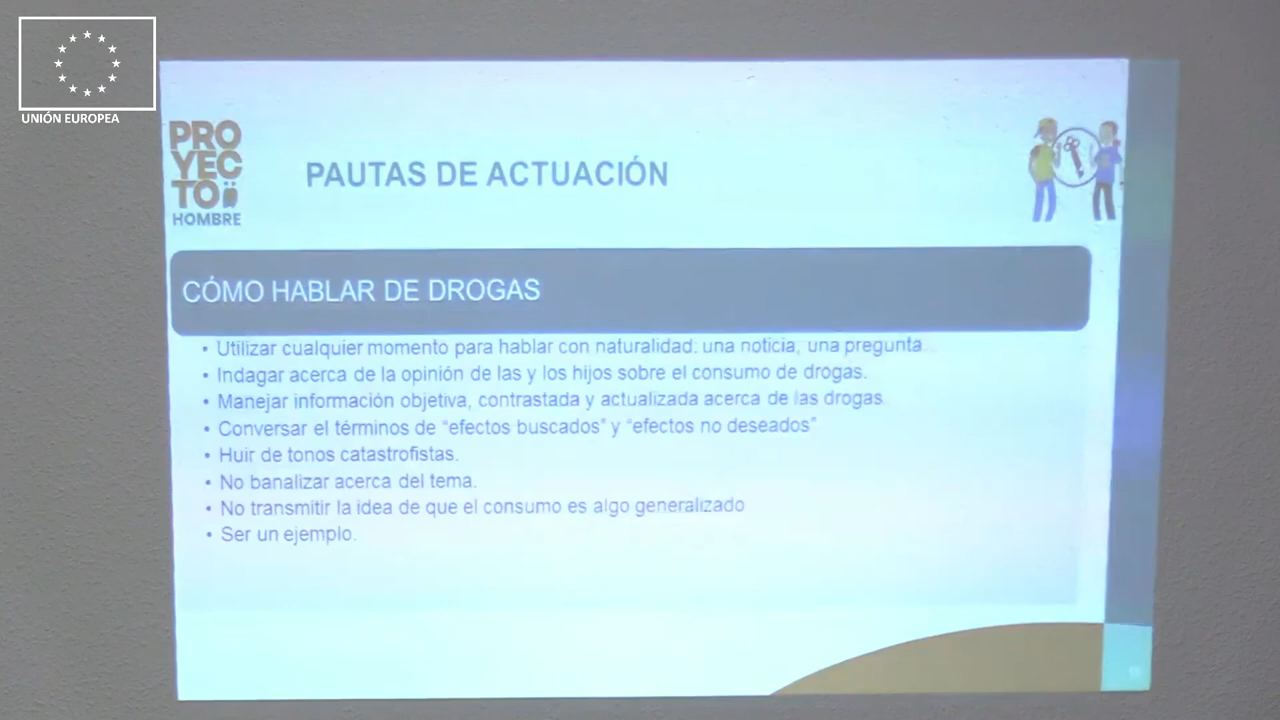 UNIÓN EUROPEA
PRO
YEC
TO
HOMBRE
PAUTAS DE ACTUACIÓN
CÓMO HABLAR DE DROGAS
• Utilizar cualquier momento para hablar con naturalidad: una noticia, una pregunta...
• Indagar acerca de la opinión de las y los hijos sobre el consumo de drogas.
• Manejar información objetiva, contrastada y actualizada acerca de las drogas.
• Conversar el términos de “efectos buscados” y “efectos no deseados”
• Huir de tonos catastrofistas.
• No banalizar acerca del tema.
• No transmitir la idea de que el consumo es algo generalizado
• Ser un ejemplo.